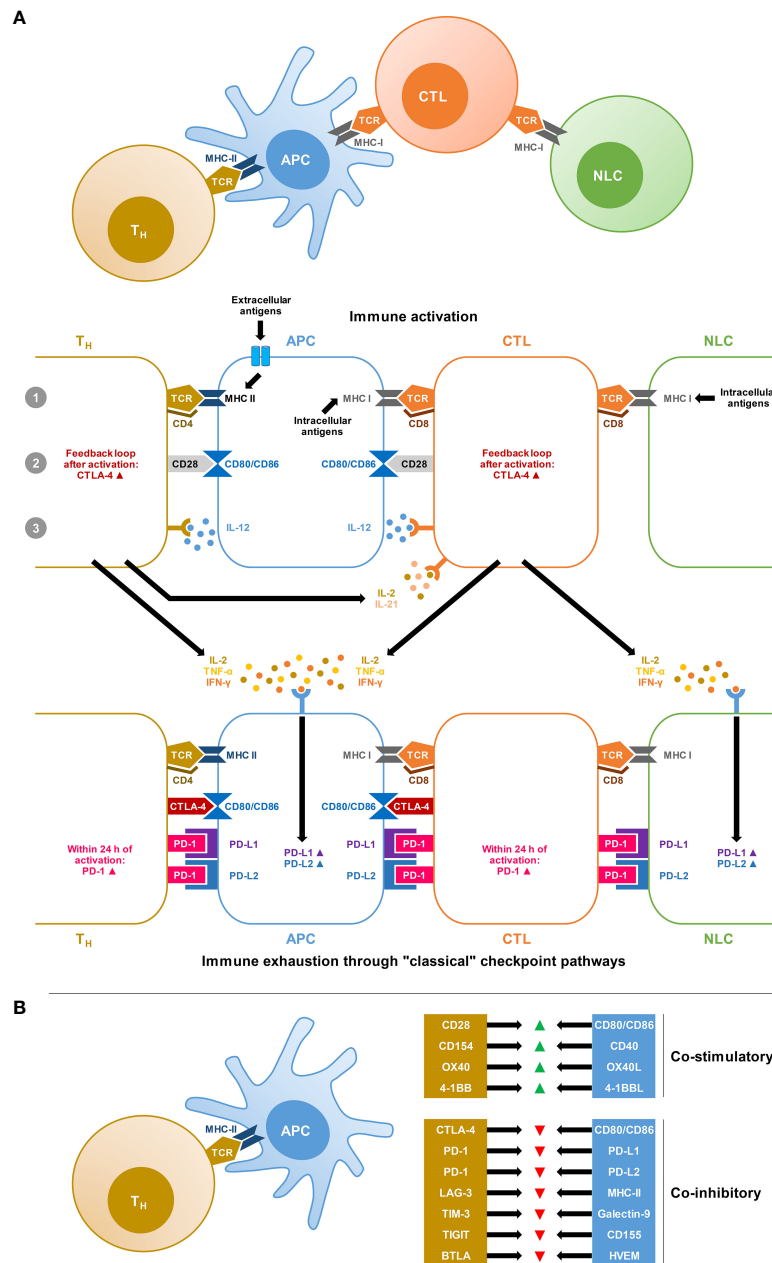 A
CTL
TCR
TCR
MHC-I
MHC-I
MHC-II
APC
TCR
NLC
TH
Extracellular
antigens
Immune activation
TH
APC
CTL
NLC
1
TCR
MHC II
MHC I
TCR
TCR
MHC I
Intracellular
antigens
CD4
Intracellular
antigens
CD8
CD8
2
Feedback loop
after activation:
CTLA-4 ▲
CD28
CD80/CD86
CD80/CD86
CD28
Feedback loop
after activation:
CTLA-4 ▲
3
IL-12
IL-12
IL-2
IL-21
IL-2
TNF-α
IFN-γ
IL-2
TNF-α
IFN-γ
IL-2
TNF-α
IFN-γ
TCR
MHC II
MHC I
TCR
TCR
MHC I
CD4
CD8
CD8
CTLA-4
CD80/CD86
CD80/CD86
CTLA-4
Within 24 h of
activation:
PD-1 ▲
PD-1
PD-L1
PD-L1 ▲
PD-L2 ▲
PD-L1
PD-1
Within 24 h of
activation:
PD-1 ▲
PD-1
PD-L1
PD-L1 ▲
PD-L2 ▲
PD-1
PD-L2
PD-L2
PD-1
PD-1
PD-L2
TH
APC
CTL
NLC
Immune exhaustion through "classical" checkpoint pathways
B
MHC-II
APC
TCR
TH
CD28 ▲ CD80/CD86
CD154 ▲ CD40
OX40 ▲ OX40L
4-1BB ▲ 4-1BBL
Co-stimulatory
CTLA-4 ▼ CD80/CD86
PD-1 ▼ PD-L1
PD-1 ▼ PD-L2
LAG-3 ▼ MHC-II
TIM-3 ▼ Galectin-9
TIGIT ▼ CD155
BTLA ▼ HVEM
Co-inhibitory